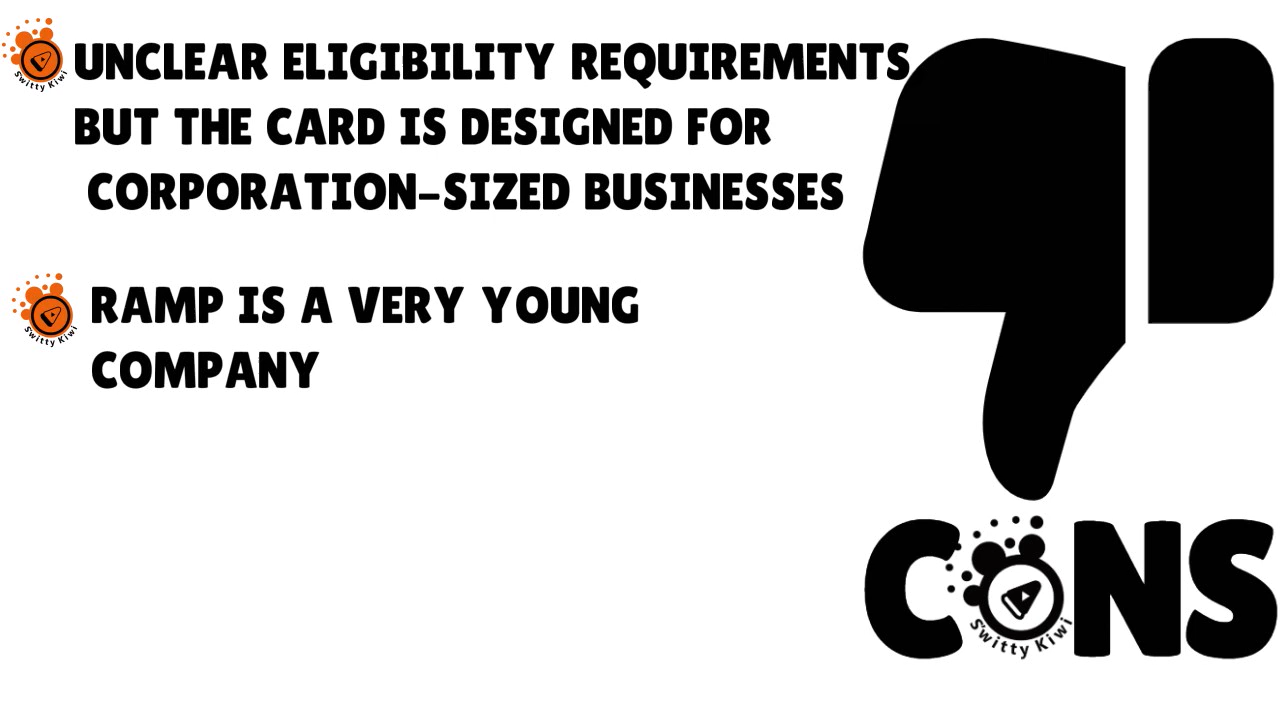 UNCLEAR ELIGIBILITY REQUIREMENTS
BUT THE CARD IS DESIGNED FOR
CORPORATION-SIZED BUSINESSES
Switty Kiwi
RAMP IS A VERY YOUNG
COMPANY
Switty Kiwi
CONS
Switty Kiwi